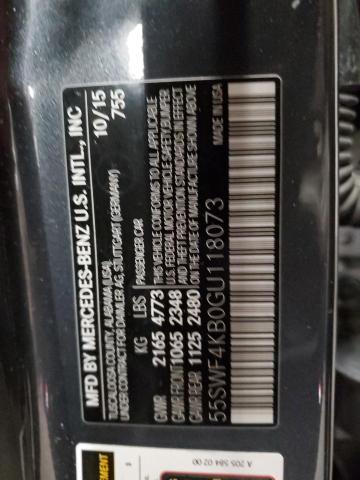 MFD BY MERCEDES-BENZ U.S. INTL., INC
TUSCALOOSA COUNTY, ALABAMA (USA) 10/15
UNDER CONTRACT FOR DAIMLER AG, STUTTGART (GERMANY) 755
KG LBS PASSENGER CAR
GVWR 2165 4773 THIS VEHICLE CONFORMS TO ALL APPLICABLE
GAWR FRONT 1065 2348 U.S. FEDERAL MOTOR VEHICLE SAFETY, BUMPER
AND THEFT PREVENTION STANDARDS IN EFFECT
GAWR REAR 1125 2480 ON THE DATE OF MANUFACTURE SHOWN ABOVE
MADE IN USA
55SWF4KB0GU118073
A 205 584 02 00